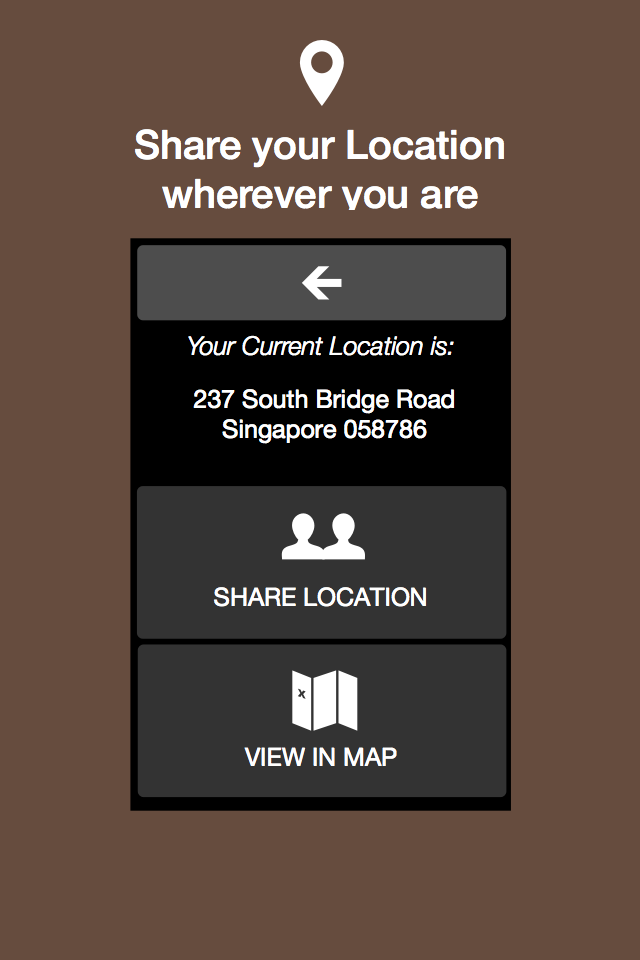 Share your Location
wherever you are
Your Current Location is:
237 South Bridge Road
Singapore 058786
SHARE LOCATION
x
VIEW IN MAP